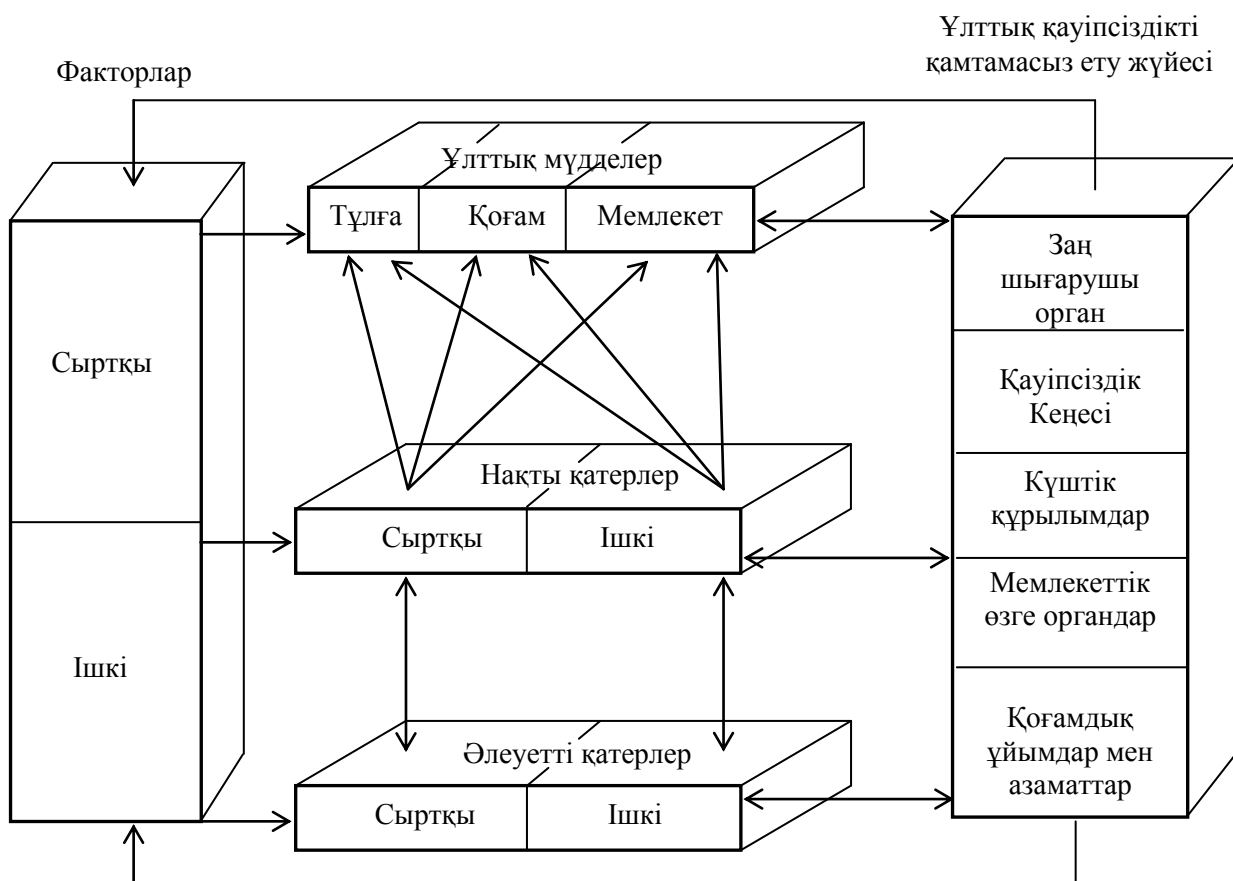 Ұлттық қауіпсіздікті
қамтамасыз ету жүйесі
Факторлар
Ұлттық мүдделер
Тұлға Қоғам Мемлекет
Сыртқы
Ішкі
Нақты қатерлер
Сыртқы Ішкі
Әлеуетті қатерлер
Сыртқы Ішкі
Заң
шығарушы
орган
Қауіпсіздік
Кеңесі
Күштік
құрылымдар
Мемлекеттік
өзге органдар
Қоғамдық
ұйымдар мен
азаматтар